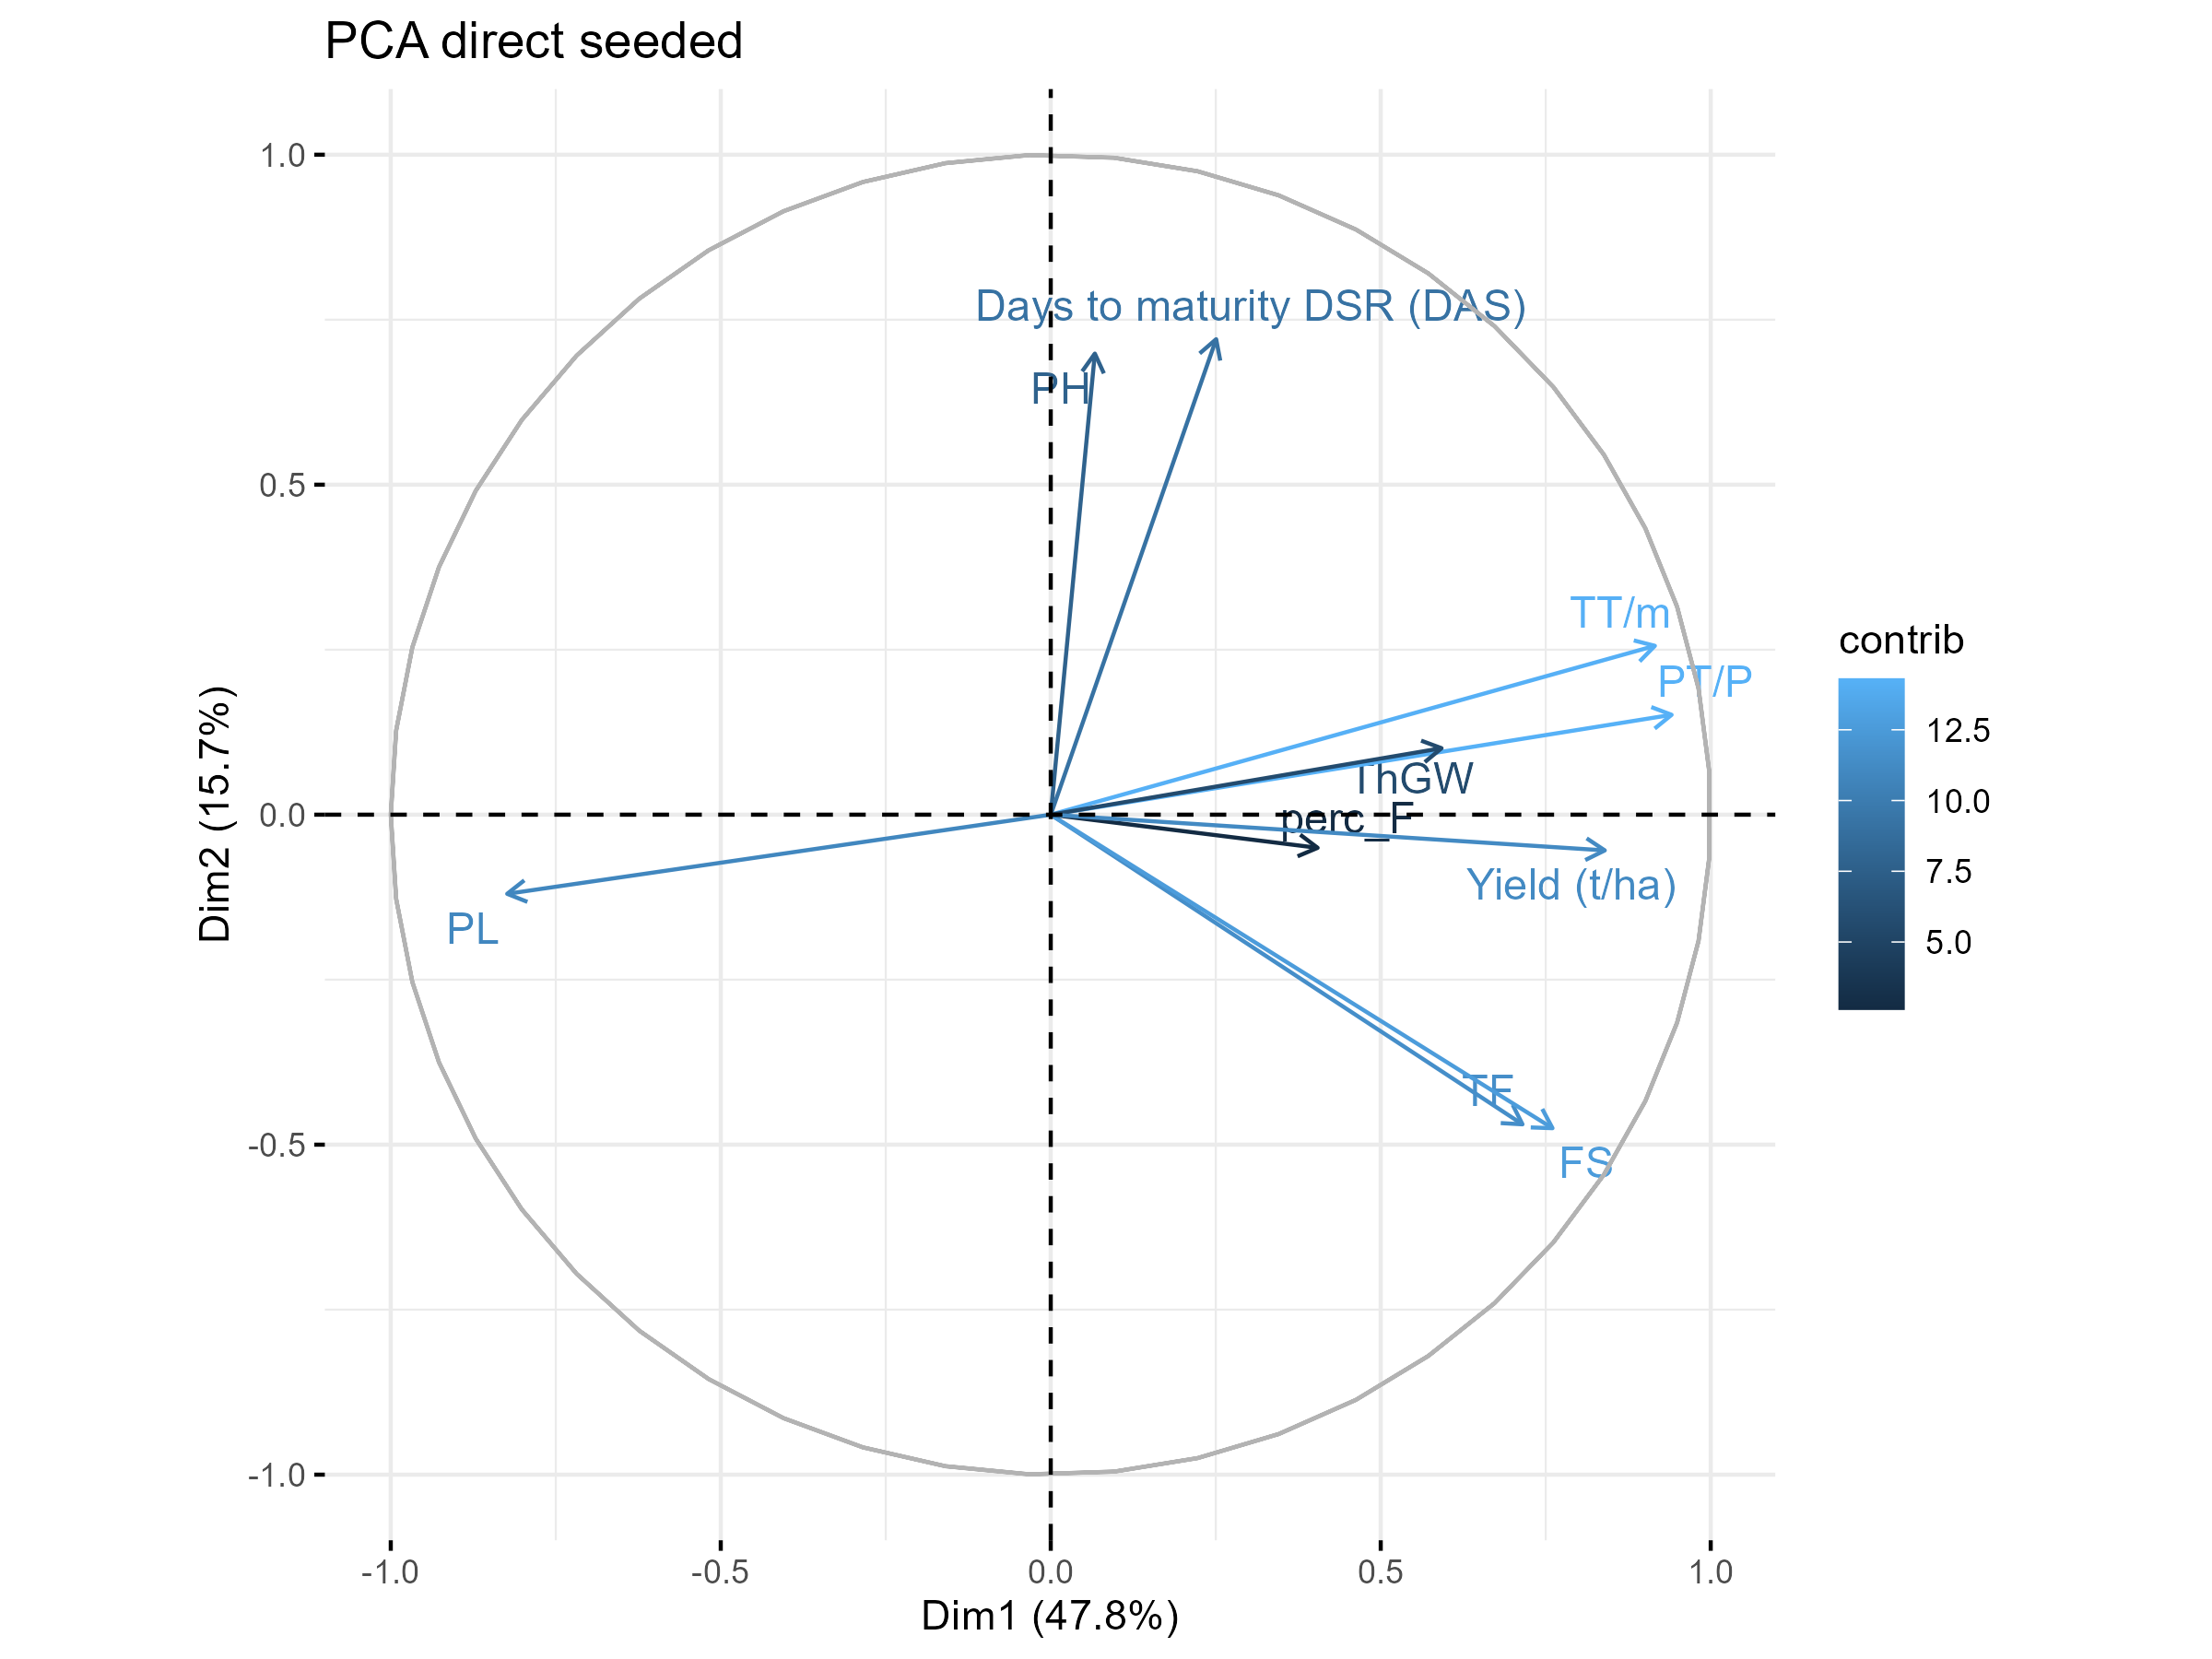 PCA direct seeded
Dim2 (15.7%)
1.0
0.5
0.0
-0.5
-1.0
Days to maturity DSR (DAS)
PH
TT/m
PT/P
ThGW
perc_F
Yield (t/ha)
PL
TF
FS
-1.0
-0.5
0.0
0.5
1.0
Dim1 (47.8%)
contrib
12.5
10.0
7.5
5.0